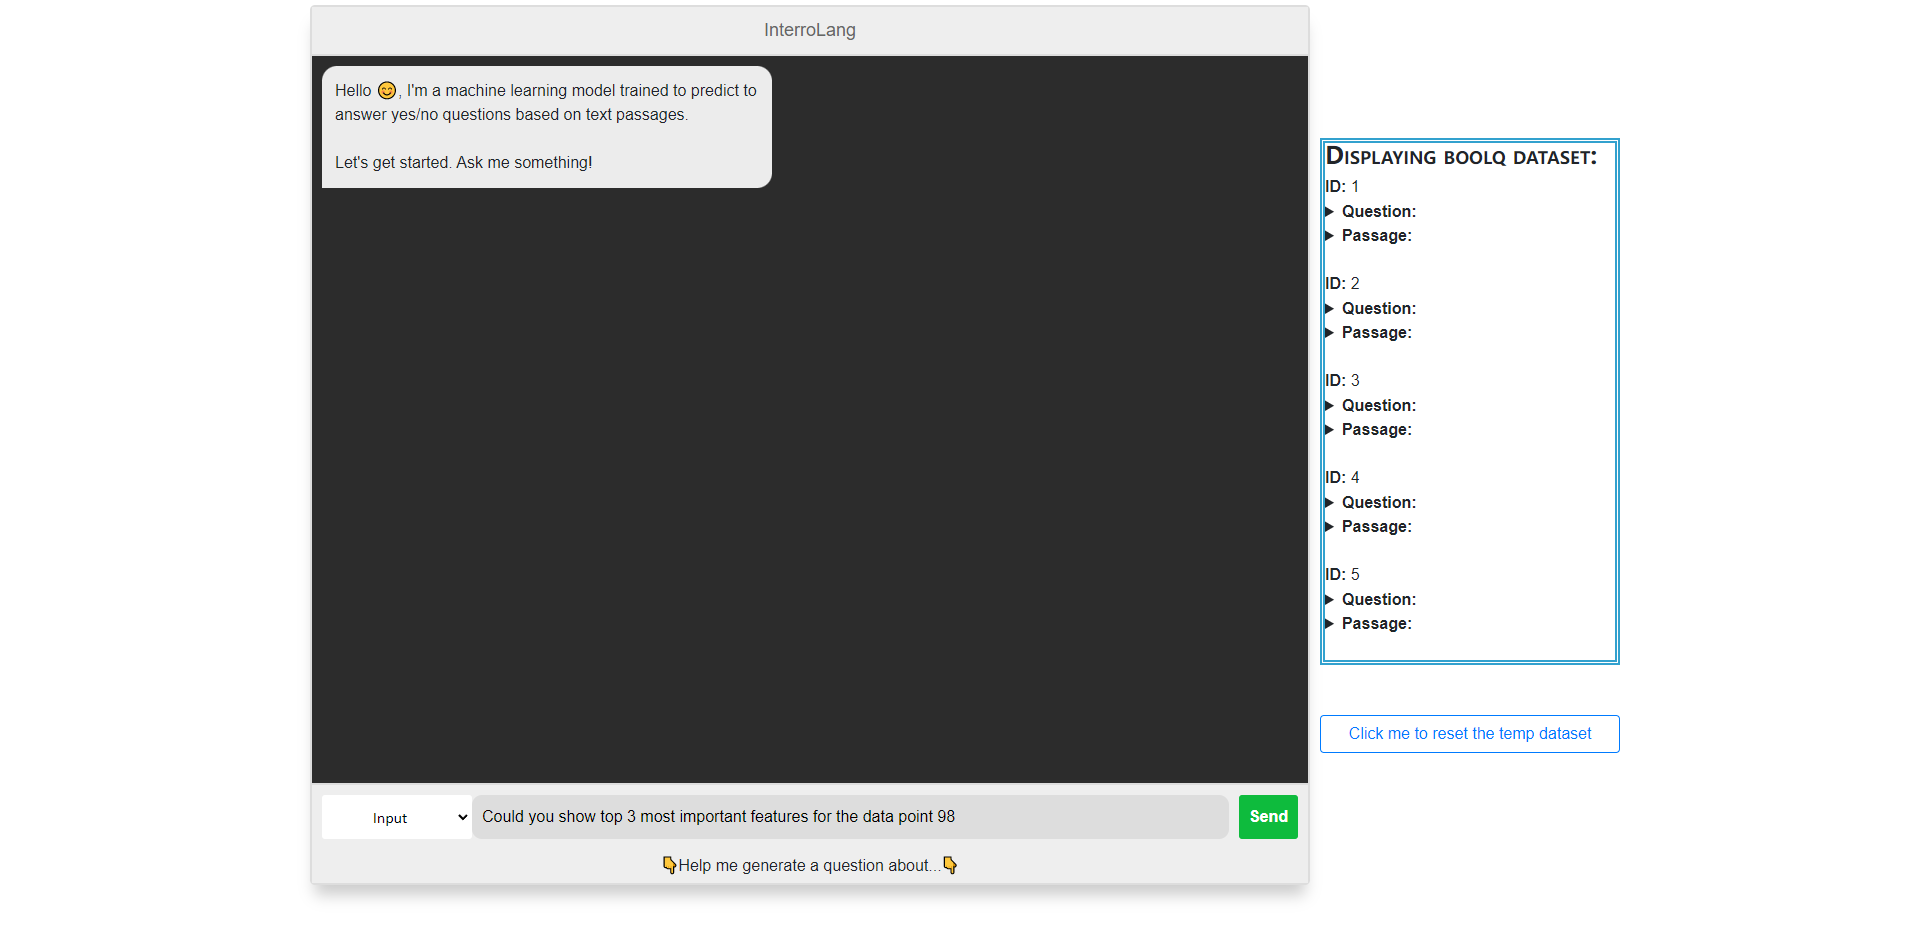 InterroLang
Hello 😊, I'm a machine learning model trained to predict to
answer yes/no questions based on text passages.
Let's get started. Ask me something!
Input
Could you show top 3 most important features for the data point 98
Send
👇Help me generate a question about...👇
Displaying boolq dataset:
ID: 1
▶ Question:
▶ Passage:
ID: 2
▶ Question:
▶ Passage:
ID: 3
▶ Question:
▶ Passage:
ID: 4
▶ Question:
▶ Passage:
ID: 5
▶ Question:
▶ Passage:
Click me to reset the temp dataset